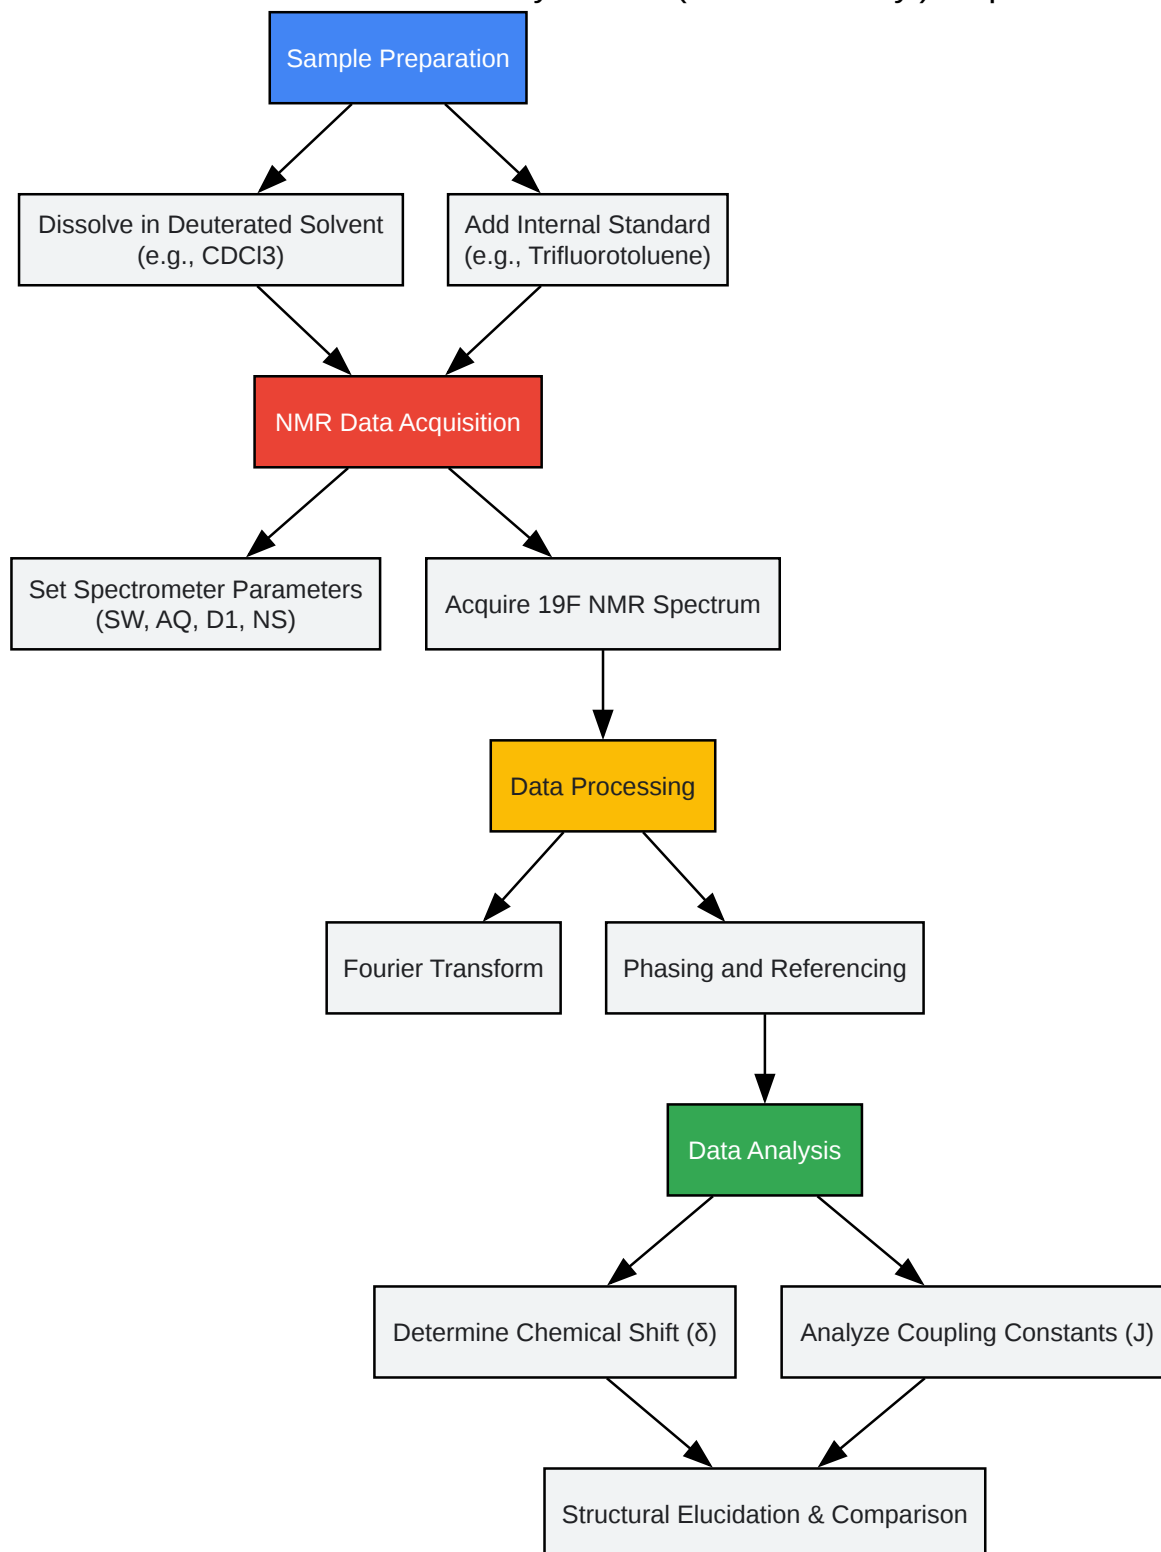 Sample Preparation
Dissolve in Deuterated Solvent
(e.g., CDCl3)
Add Internal Standard
(e.g., Trifluorotoluene)
NMR Data Acquisition
Set Spectrometer Parameters
(SW, AQ, D1, NS)
Acquire 19F NMR Spectrum
Data Processing
Fourier Transform
Phasing and Referencing
Data Analysis
Determine Chemical Shift (δ)
Analyze Coupling Constants (J)
Structural Elucidation & Comparison